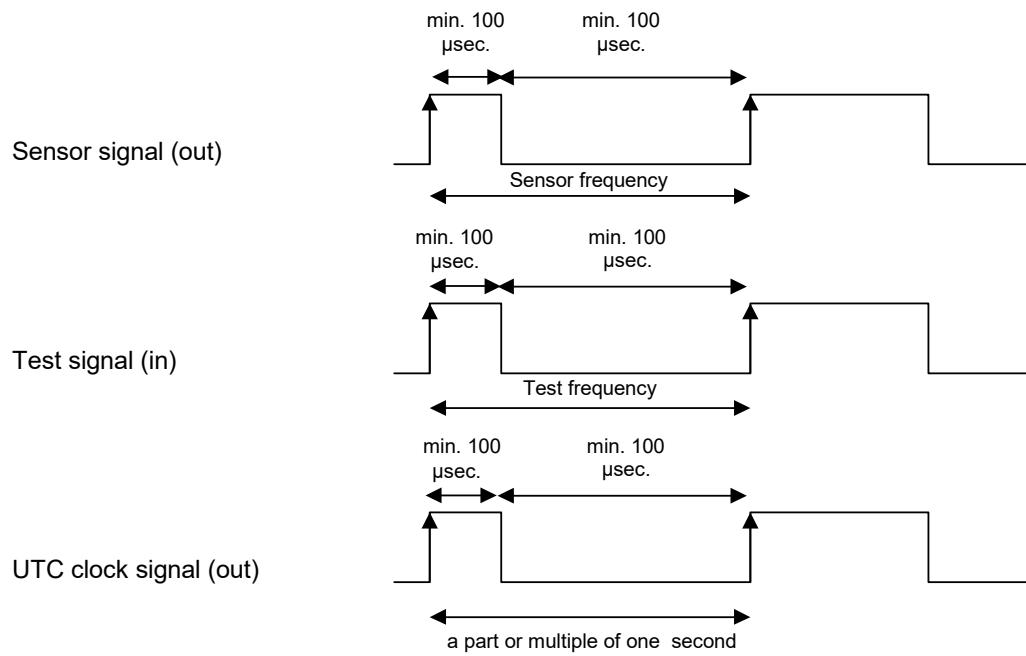 min. 100
µsec.
min. 100
µsec.
Sensor signal (out)
Sensor frequency
min. 100
µsec.
min. 100
µsec.
Test signal (in)
Test frequency
min. 100
µsec.
min. 100
µsec.
UTC clock signal (out)
a part or multiple of one second